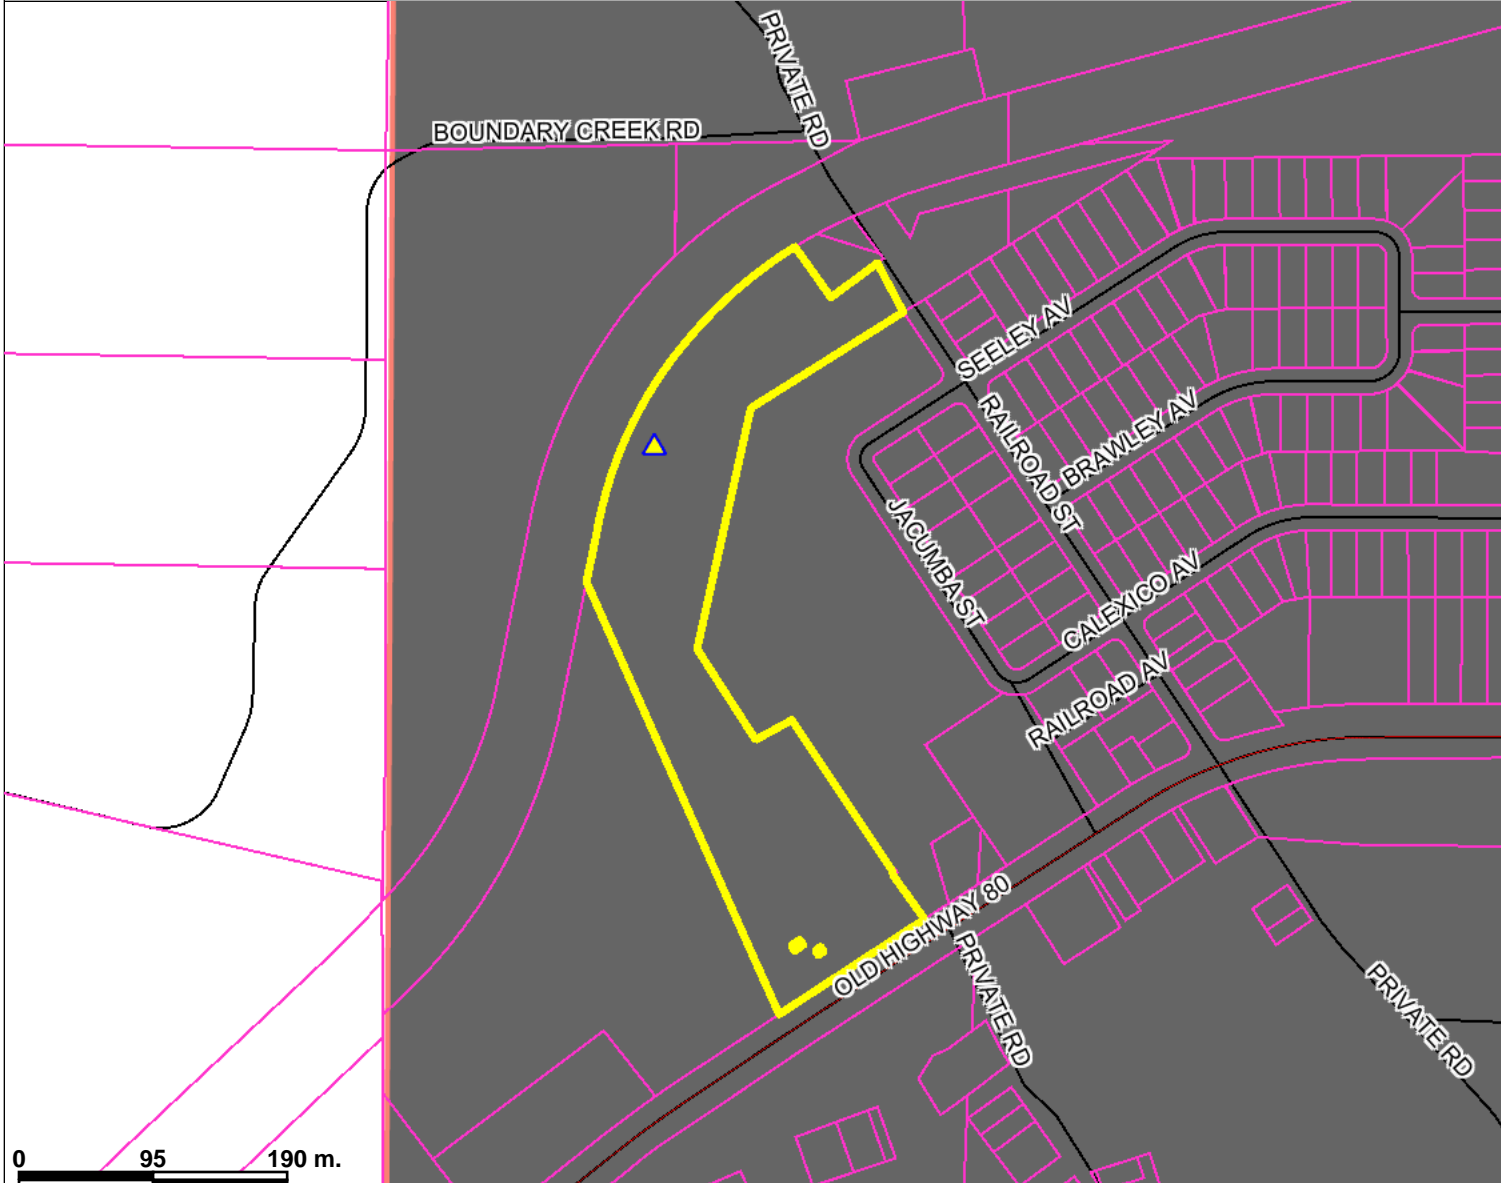 PRIVATE RD
BOUNDARY CREEK RD
SEELEY AV
RAILROAD ST
BRAWLEY AV
JACUMBA ST
CALEXICO AV
RAILROAD AV
OLD HIGHWAY 80
PRIVATE RD
PRIVATE RD
0 95 190 m.